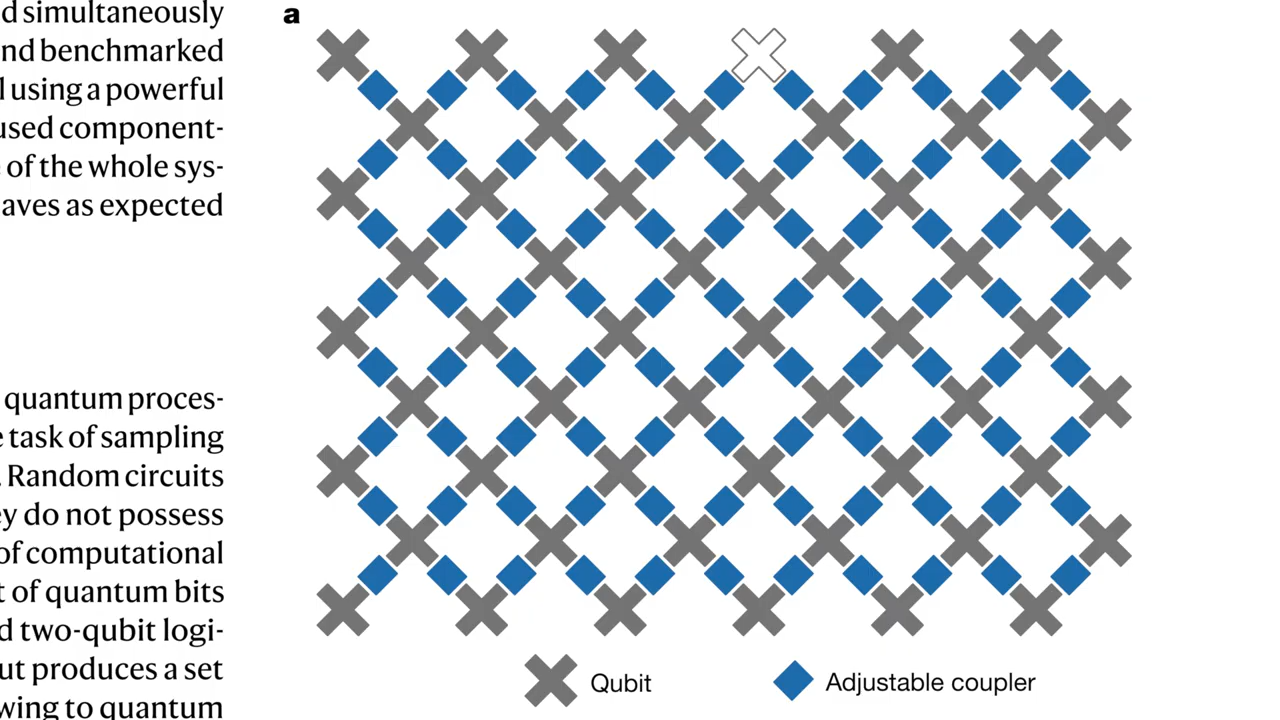 d simultaneously
nd benchmarked
l using a powerful
used component-
e of the whole sys-
aves as expected
quantum proces-
e task of sampling
. Random circuits
ey do not possess
of computational
t of quantum bits
d two-qubit logi-
ut produces a set
wing to quantum
a
Qubit
Adjustable coupler